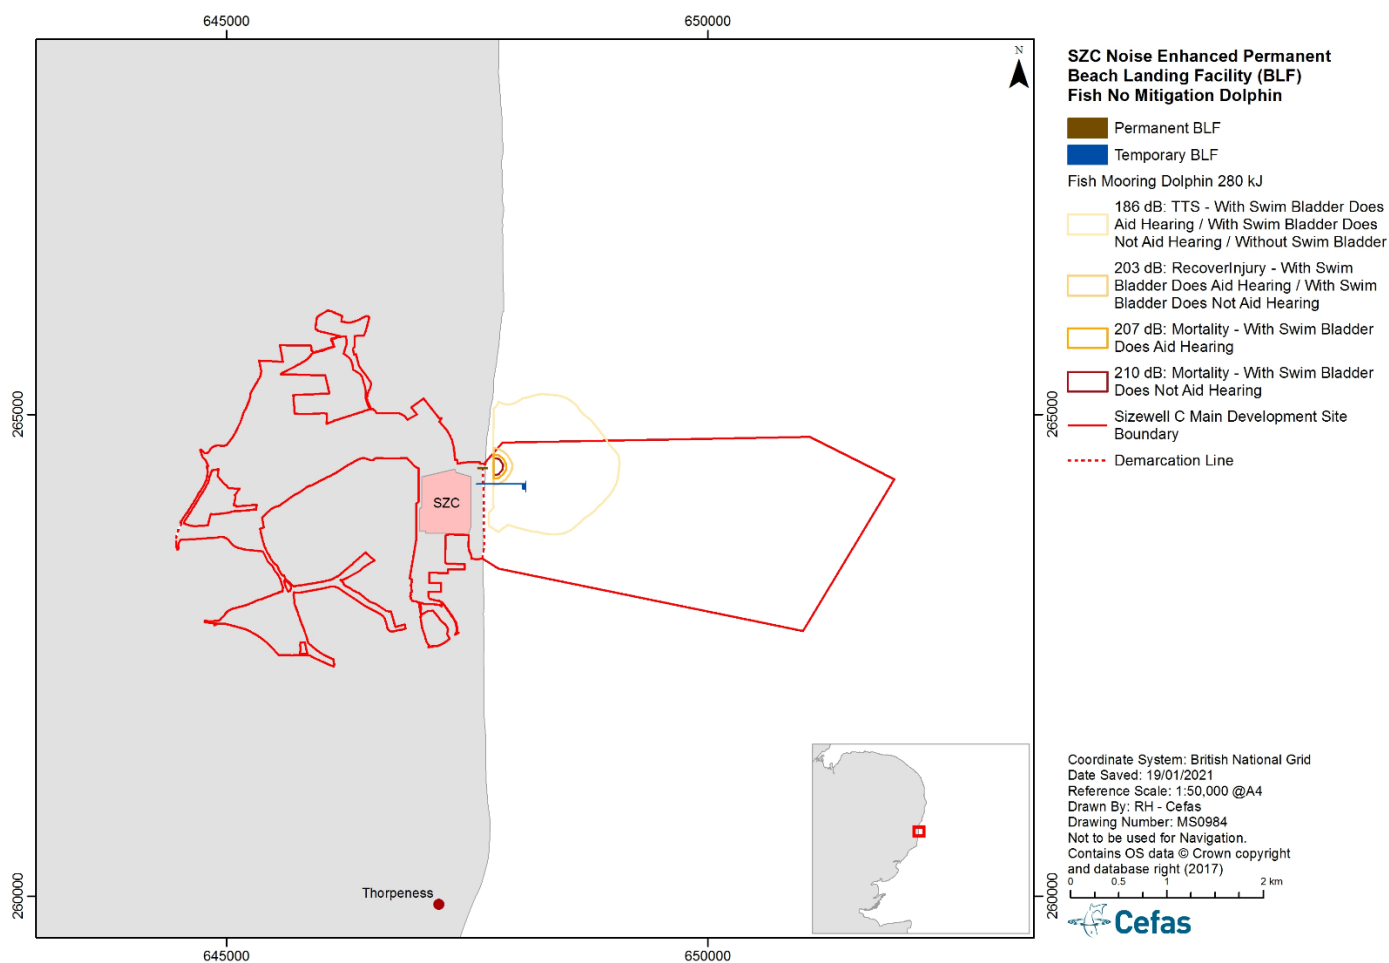 645000
650000
SZC Noise Enhanced Permanent
Beach Landing Facility (BLF)
Fish No Mitigation Dolphin
N
Permanent BLF
Temporary BLF
Fish Mooring Dolphin 280 kJ
186 dB: TTS - With Swim Bladder Does
Aid Hearing / With Swim Bladder Does
Not Aid Hearing / Without Swim Bladder
203 dB: RecoverInjury - With Swim
Bladder Does Aid Hearing / With Swim
Bladder Does Not Aid Hearing
207 dB: Mortality - With Swim Bladder
Does Aid Hearing
210 dB: Mortality - With Swim Bladder
Does Not Aid Hearing
Sizewell C Main Development Site
Boundary
Demarcation Line
265000
265000
SZC
Thorpeness
260000
260000
Coordinate System: British National Grid
Date Saved: 19/01/2021
Reference Scale: 1:50,000 @A4
Drawn By: RH - Cefas
Drawing Number: MS0984
Not to be used for Navigation.
Contains OS data © Crown copyright
and database right (2017)
0 0.5 1 2 km
Cefas
645000
650000